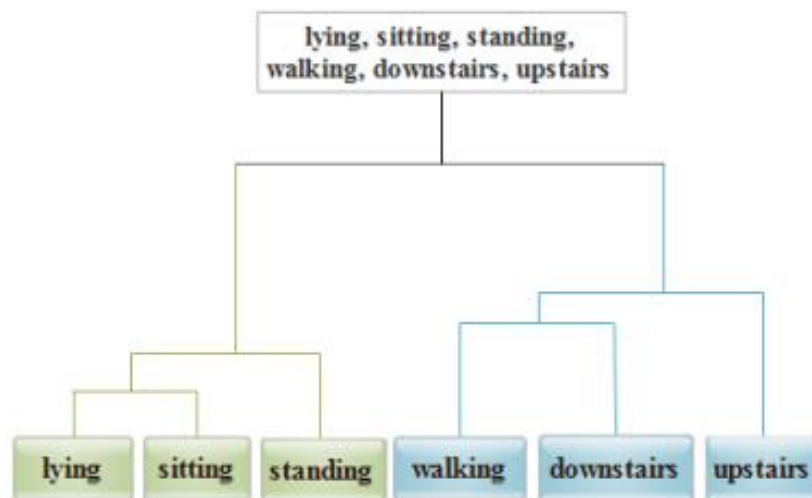 lying, sitting, standing,
walking, downstairs, upstairs
lying
sitting
standing
walking
downstairs
upstairs